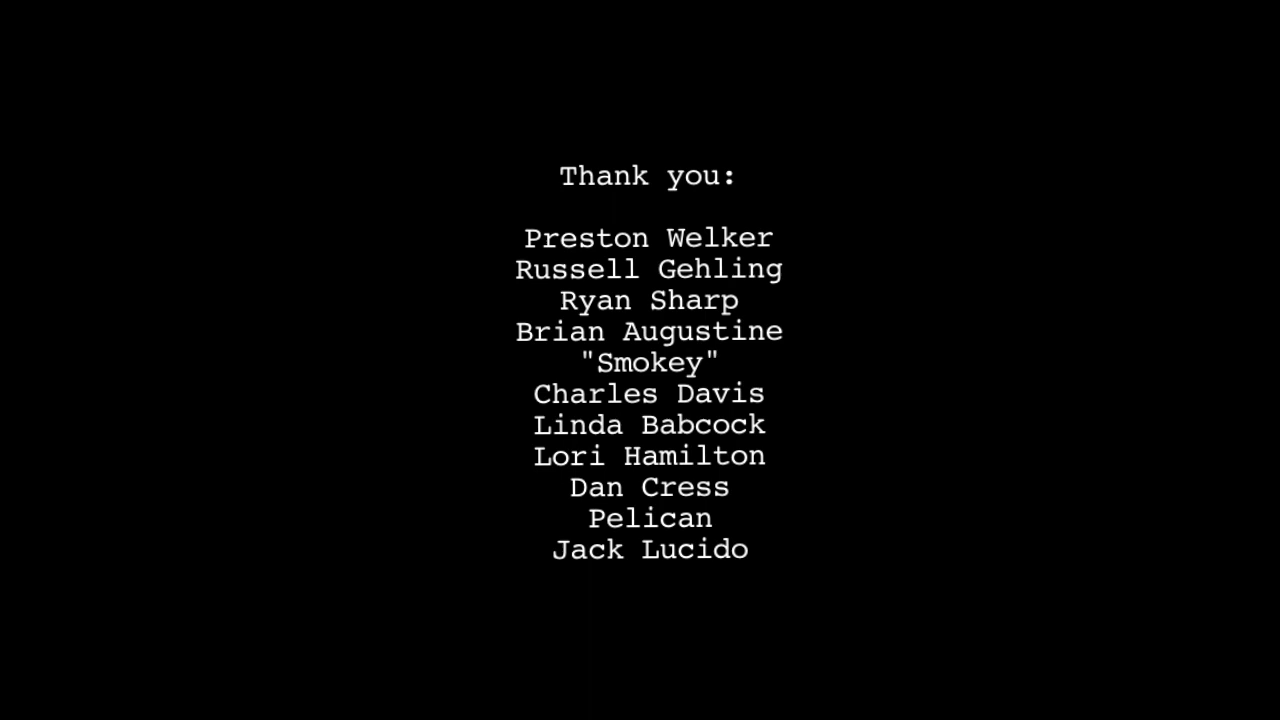 Thank you:
Preston Welker
Russell Gehling
Ryan Sharp
Brian Augustine
"Smokey"
Charles Davis
Linda Babcock
Lori Hamilton
Dan Cress
Pelican
Jack Lucido